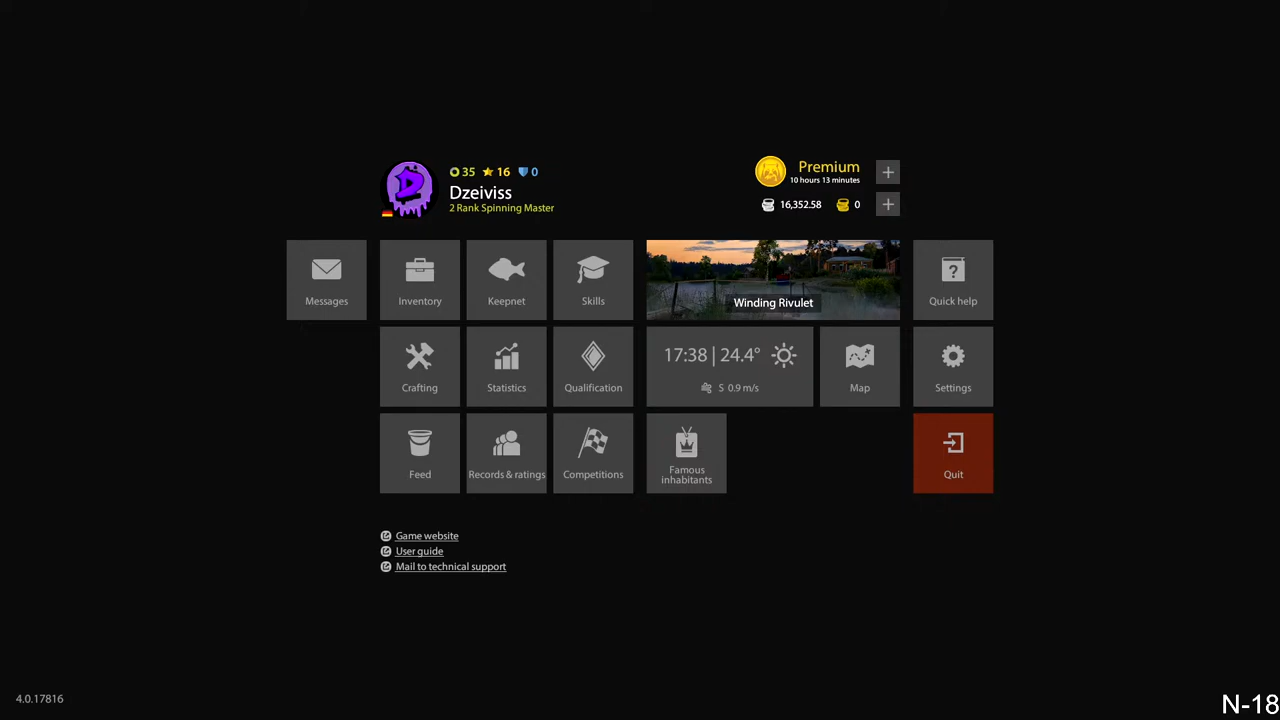 35 16 0
Dzeiviss
2 Rank Spinning Master
Premium
10 hours 13 minutes
16,352.58 0
Messages
Inventory
Keepnet
Skills
Winding Rivulet
Quick help
Crafting
Statistics
Qualification
17:38 | 24.4°
S 0.9 m/s
Map
Settings
Feed
Records & ratings
Competitions
Famous
inhabitants
Quit
Game website
User guide
Mail to technical support
4.0.17816
N-18